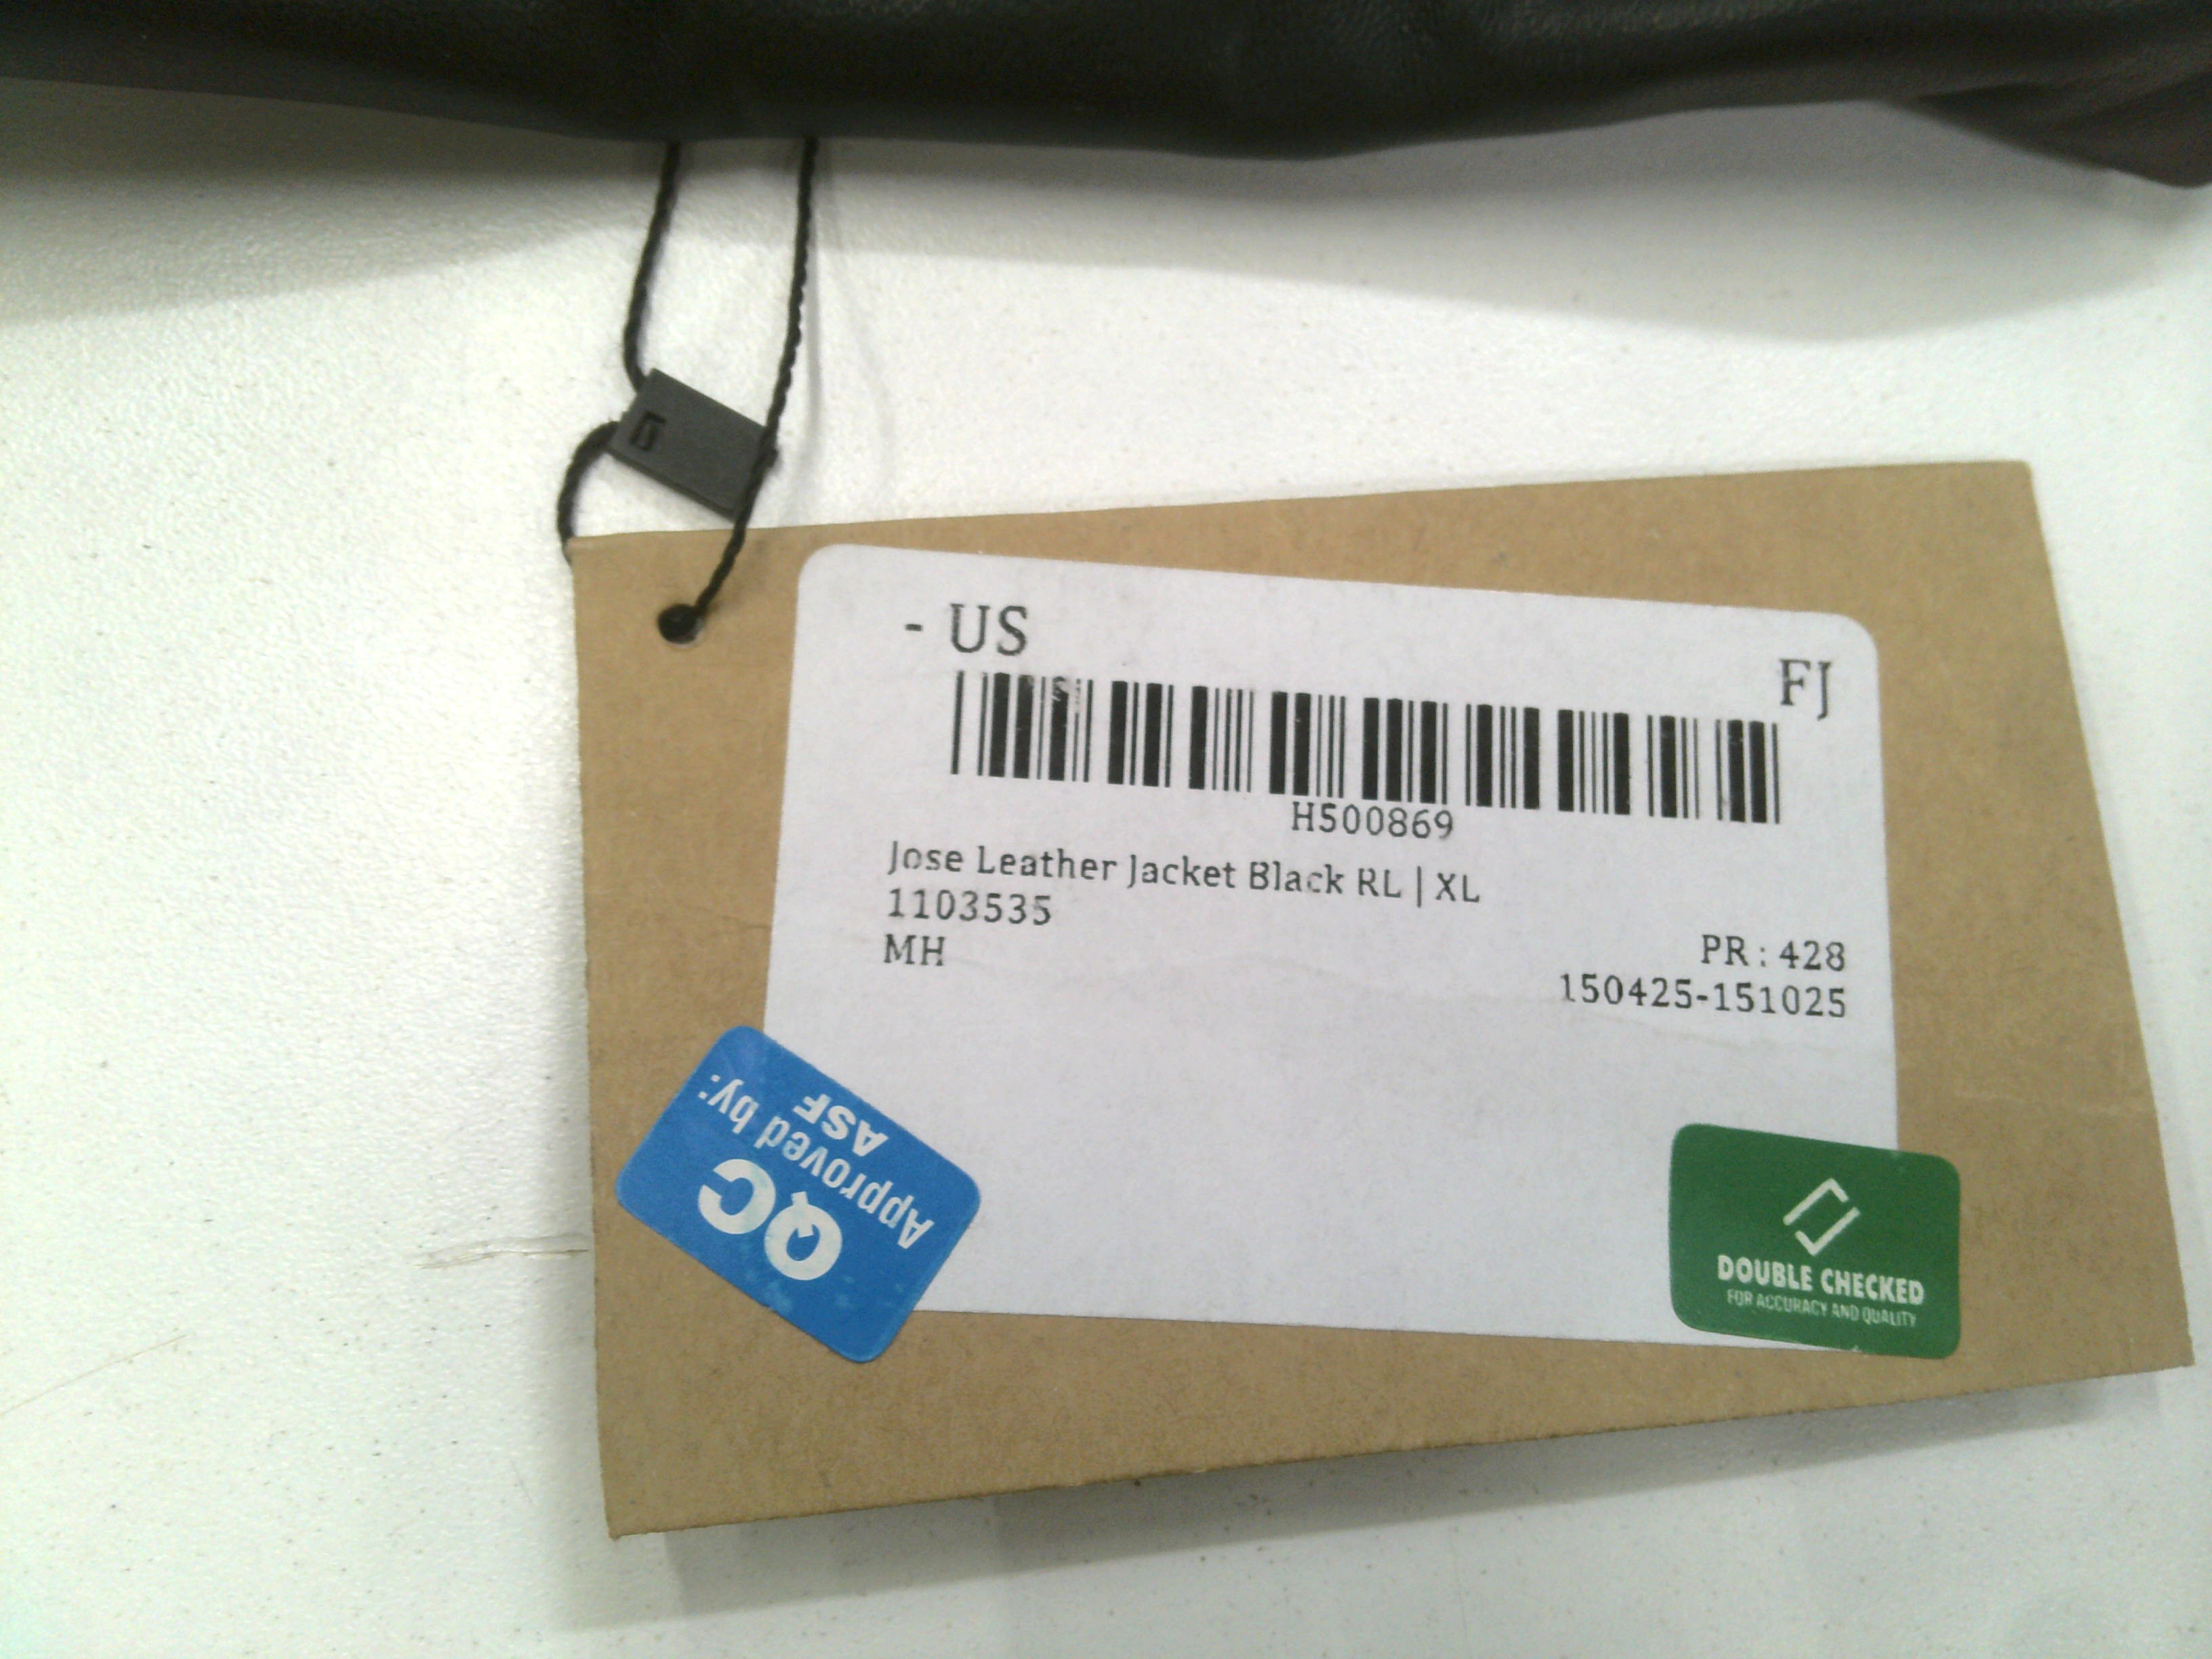 - US
FJ
H500869
Jose Leather Jacket Black RL | XL
1103535
MH
PR : 428
150425-151025
QC
Approved by:
ASF
DOUBLE CHECKED
FOR ACCURACY AND QUALITY